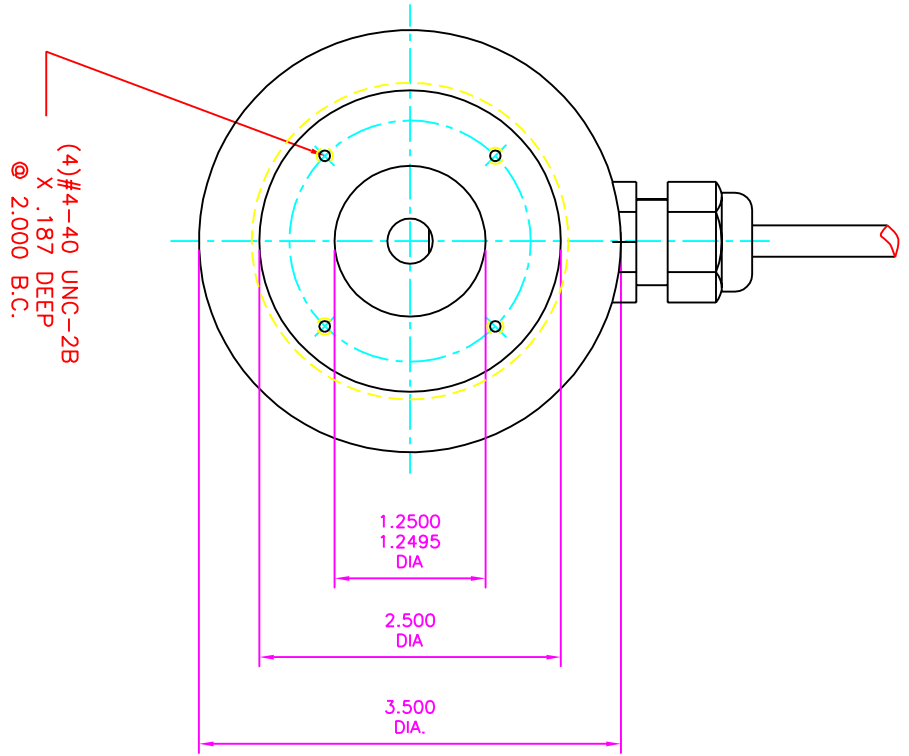 (4)#4-40 UNC-2B
X .187 DEEP
@ 2.000 B.C.
1.2500
1.2495
DIA
2.500
DIA
3.500
DIA.